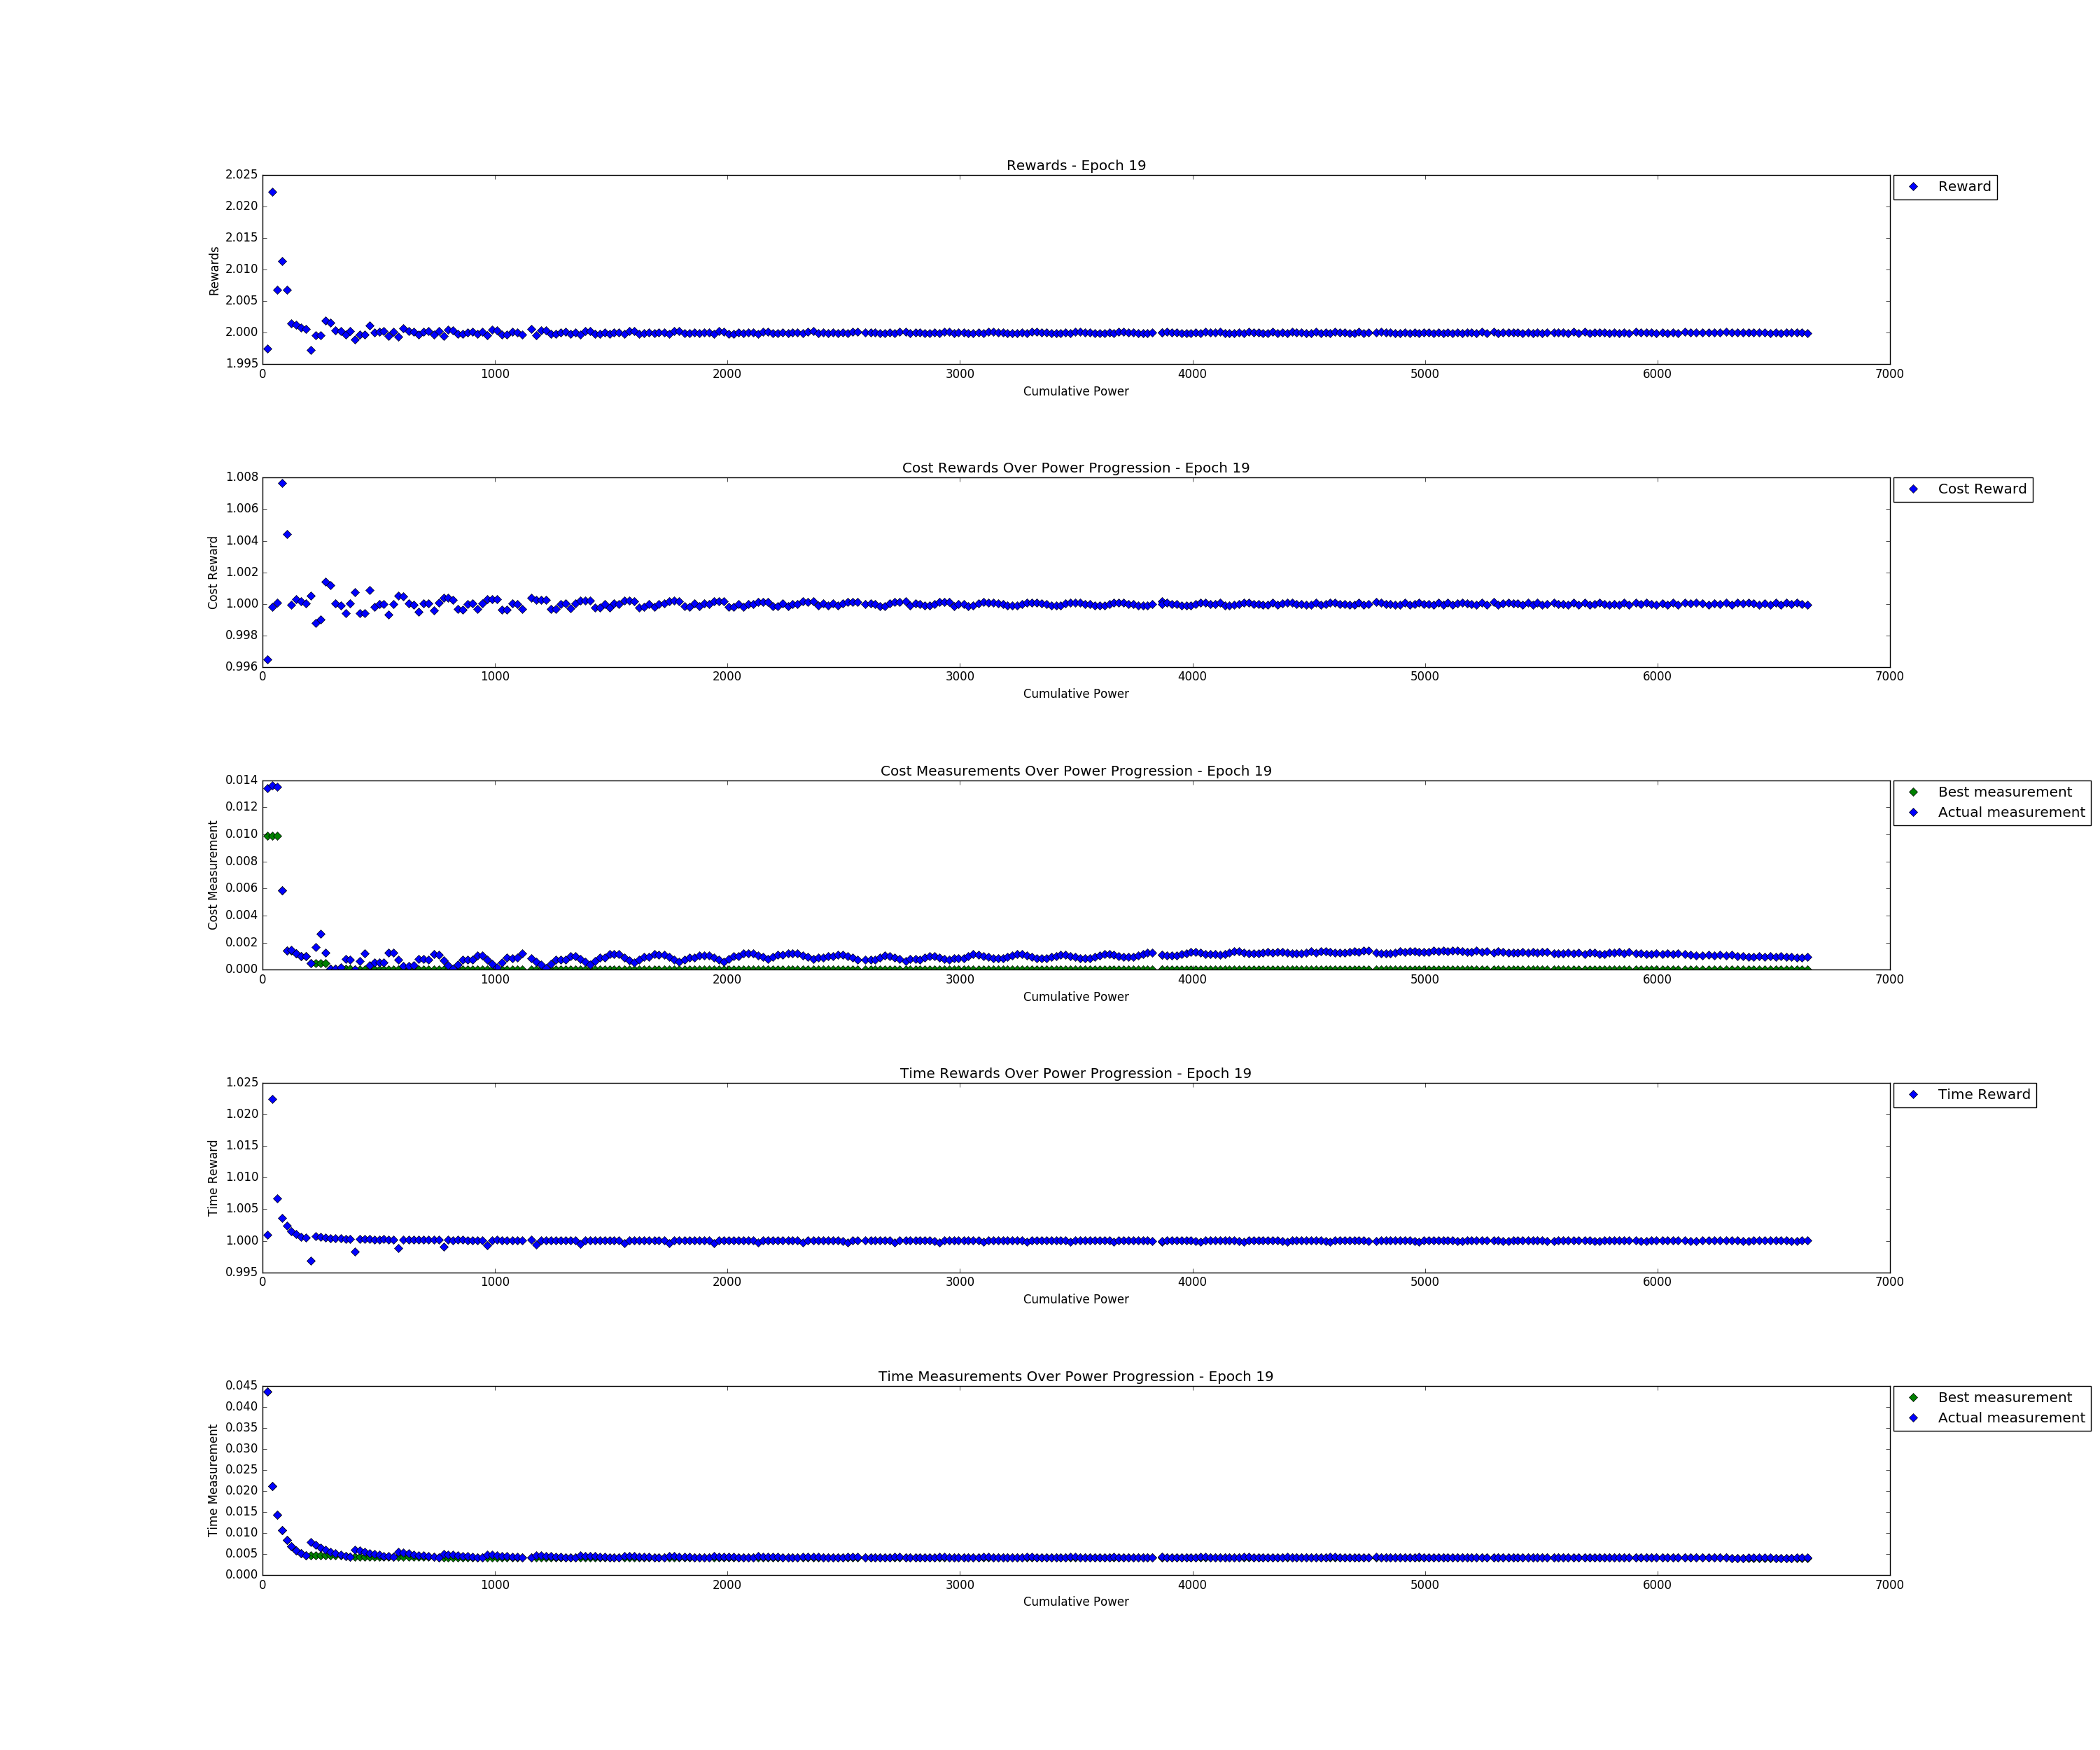 Rewards - Epoch 19
2.025
2.020
2.015
2.010
2.005
2.000
1.995
Rewards
0 1000 2000 3000 4000 5000 6000 7000
Cumulative Power
Reward
Cost Rewards Over Power Progression - Epoch 19
1.008
1.006
1.004
1.002
1.000
0.998
0.996
Cost Reward
0 1000 2000 3000 4000 5000 6000 7000
Cumulative Power
Cost Reward
Cost Measurements Over Power Progression - Epoch 19
0.014
0.012
0.010
0.008
0.006
0.004
0.002
0.000
Cost Measurement
0 1000 2000 3000 4000 5000 6000 7000
Cumulative Power
Best measurement
Actual measurement
Time Rewards Over Power Progression - Epoch 19
1.025
1.020
1.015
1.010
1.005
1.000
0.995
Time Reward
0 1000 2000 3000 4000 5000 6000 7000
Cumulative Power
Time Reward
Time Measurements Over Power Progression - Epoch 19
0.045
0.040
0.035
0.030
0.025
0.020
0.015
0.010
0.005
0.000
Time Measurement
0 1000 2000 3000 4000 5000 6000 7000
Cumulative Power
Best measurement
Actual measurement